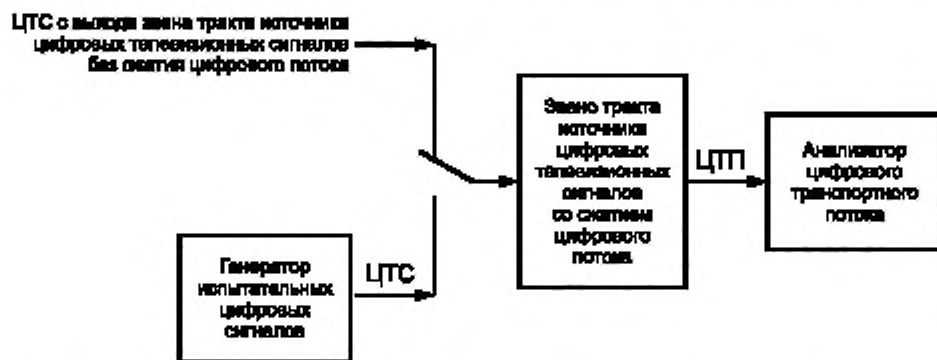 ЦТС с выхода звена тракта источника
цифровых телевизионных сигналов
без сжатия цифрового потока
Звено тракта
источника
цифровых
телевизионных
сигналов
со сжатием
цифрового
потока
ЦТП
Анализатор
цифрового
транспортного
потока
Генератор
испытательных
цифровых
сигналов
ЦТС